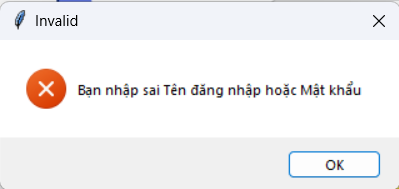 Invalid
Bạn nhập sai Tên đăng nhập hoặc Mật khẩu
OK